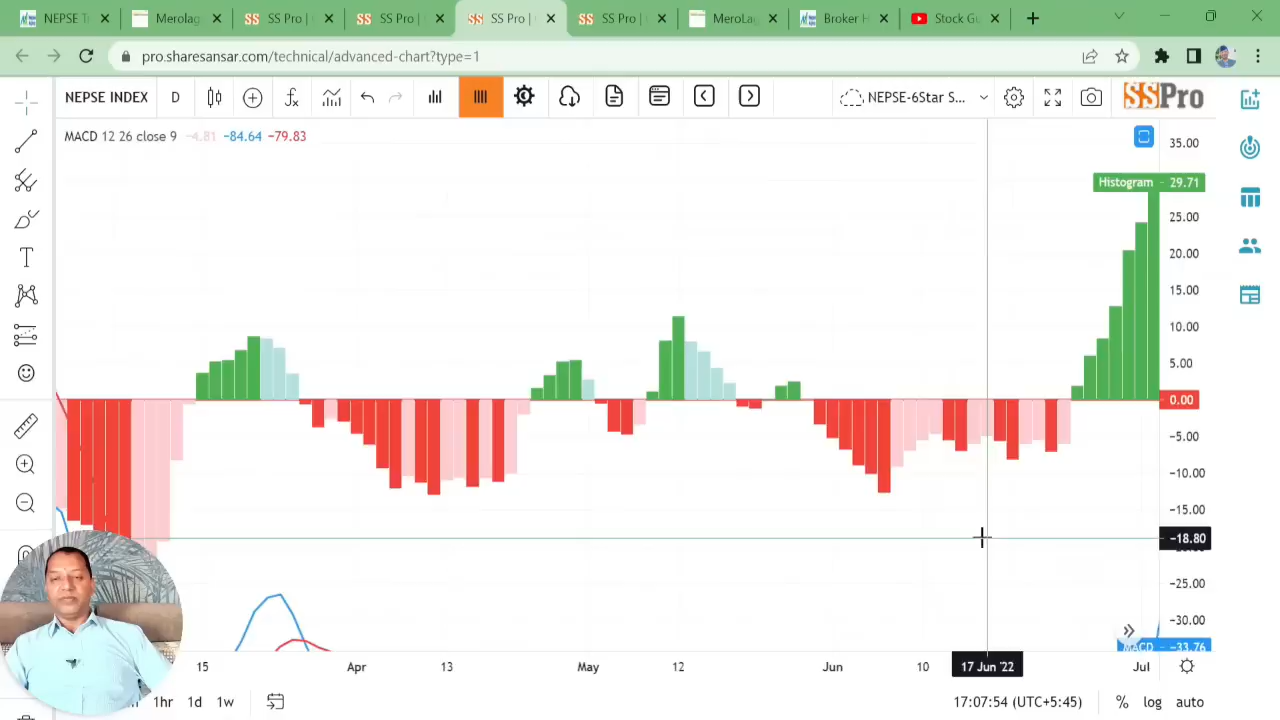 NEPSE Tr
Merolag
SS Pro |
SS Pro |
SS Pro |
SS Pro |
MeroLag
Broker H
Stock Gu
pro.sharesansar.com/technical/advanced-chart?type=1
NEPSE INDEX D
NEPSE-6Star S...
SSPro
MACD 12 26 close 9 −4.81 −84.64 −79.83
35.00
Histogram 29.71
25.00
20.00
15.00
10.00
5.00
0.00
−5.00
−10.00
−15.00
−18.80
−25.00
−30.00
MACD −33.76
15 Apr 13 May 12 Jun 10 17 Jun '22 Jul
1hr 1d 1w
17:07:54 (UTC+5:45) % log auto